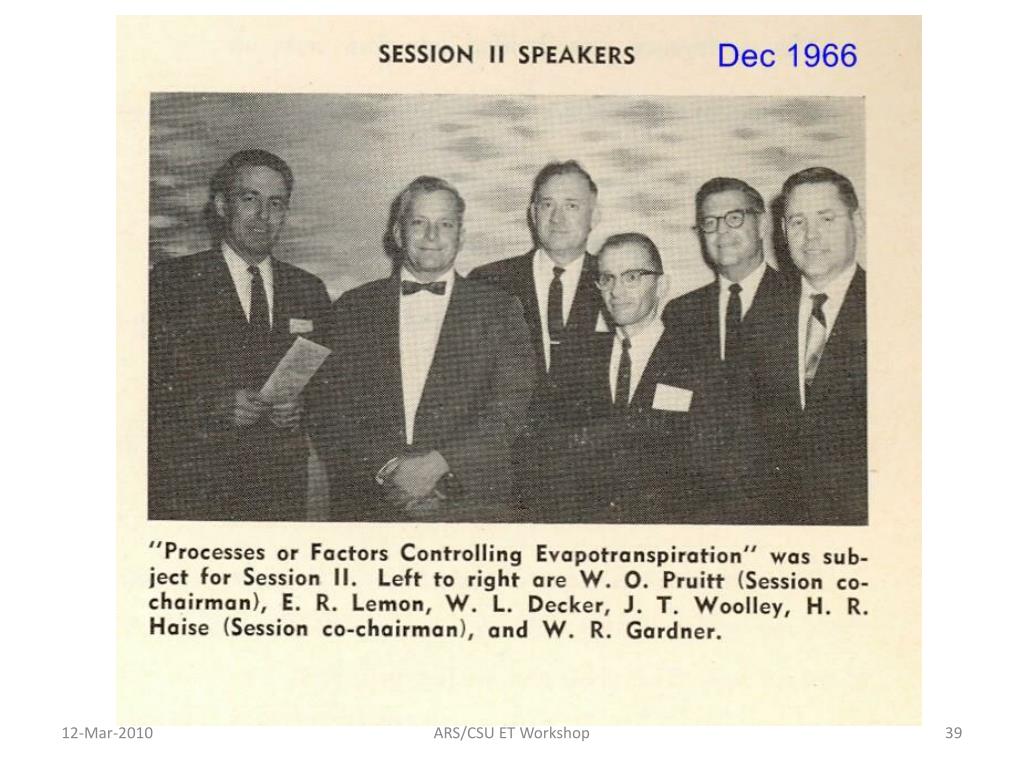 SESSION II SPEAKERS
Dec 1966
"Processes or Factors Controlling Evapotranspiration" was sub-
ject for Session II. Left to right are W. O. Pruitt (Session co-
chairman), E. R. Lemon, W. L. Decker, J. T. Woolley, H. R.
Haise (Session co-chairman), and W. R. Gardner.
12-Mar-2010
ARS/CSU ET Workshop
39